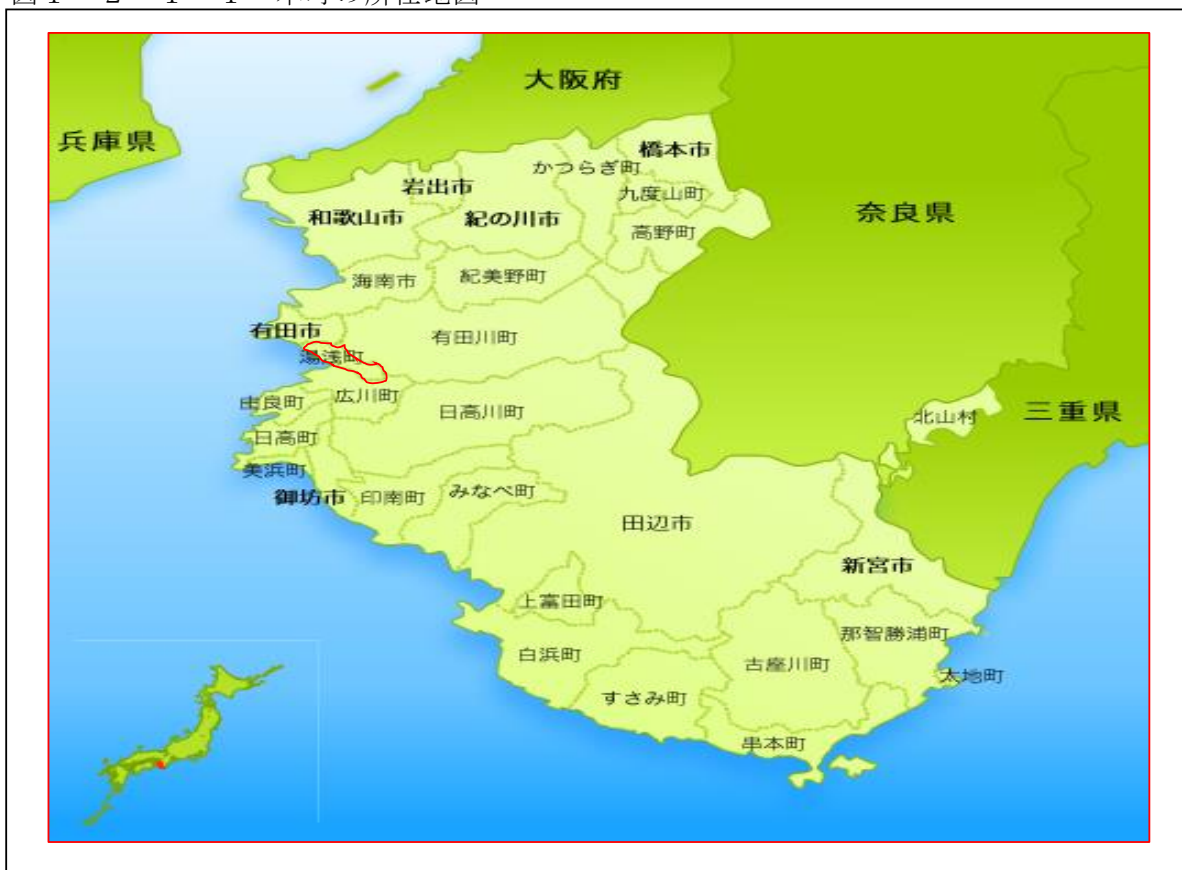 大阪府
兵庫県
橋本市
かつらぎ町
岩出市
九度山町
奈良県
和歌山市
紀の川市
高野町
海南市
紀美野町
有田市
有田川町
湯浅町
由良町
広川町
日高川町
北山村
三重県
日高町
美浜町
御坊市
印南町
みなべ町
田辺市
新宮市
上富田町
那智勝浦町
白浜町
古座川町
太地町
すさみ町
串本町